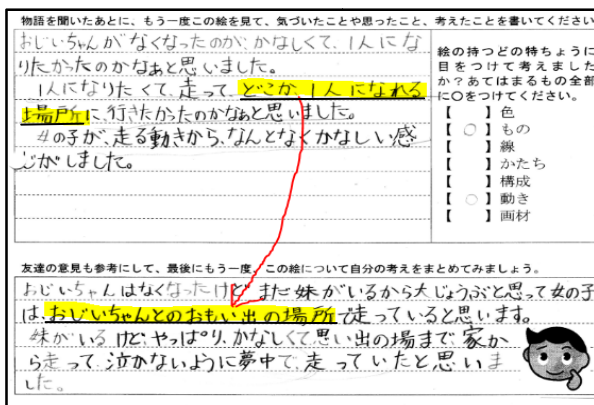 物語を聞いたあとに、もう一度この絵を見て、気づいたことや思ったこと、考えたことを書いてください
おじいちゃんがなくなったのが、かなしくて、1人にな
りたかったのかなぁと思いました。
1人になりたくて、走って、どこか、1人になれる
場所に、行きたかったのかなぁと思いました。
女の子が、走る動きから、なんとなくかなしい感
じがしました。
絵の持つどの特ちょうに
目をつけて考えました
か？あてはまるもの全部
に○をつけてください。
【　】色
【○】もの
【　】線
【　】かたち
【　】構成
【○】動き
【　】画材
友達の意見も参考にして、最後にもう一度、この絵について自分の考えをまとめてみましょう。
おじいちゃんはなくなったけど、まだ妹がいるから大じょうぶと思って女の子
は、おじいちゃんとのおもい出の場所で走っていると思います。
妹がいるけど、やっぱり、かなしくて思い出の場まで家か
ら走って、泣かないように夢中で、走っていたと思いま
した。